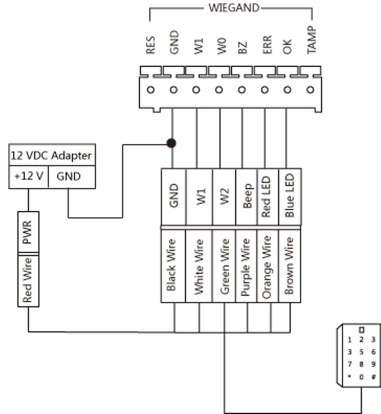 WIEGAND
RES
GND
W1
W0
BZ
ERR
OK
TAMP
12 VDC Adapter
+12 V GND
PWR
Red Wire
GND
W1
W2
Beep
Red LED
Blue LED
Black Wire
White Wire
Green Wire
Purple Wire
Orange Wire
Brown Wire
1 2 3
3 5 6
7 8 9
* 0 #